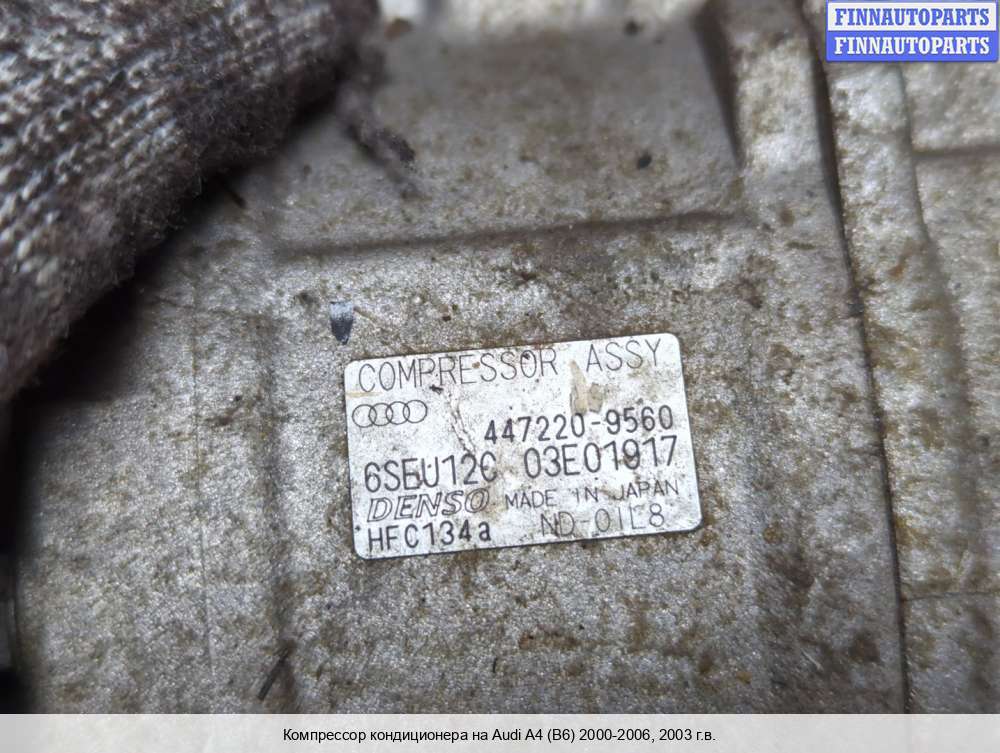 FINNAUTOPARTS
FINNAUTOPARTS
COMPRESSOR ASSY
447220-9560
6SEU12C 03E01917
DENSO MADE IN JAPAN
HFC134a ND-OIL8
Компрессор кондиционера на Audi A4 (B6) 2000-2006, 2003 г.в.